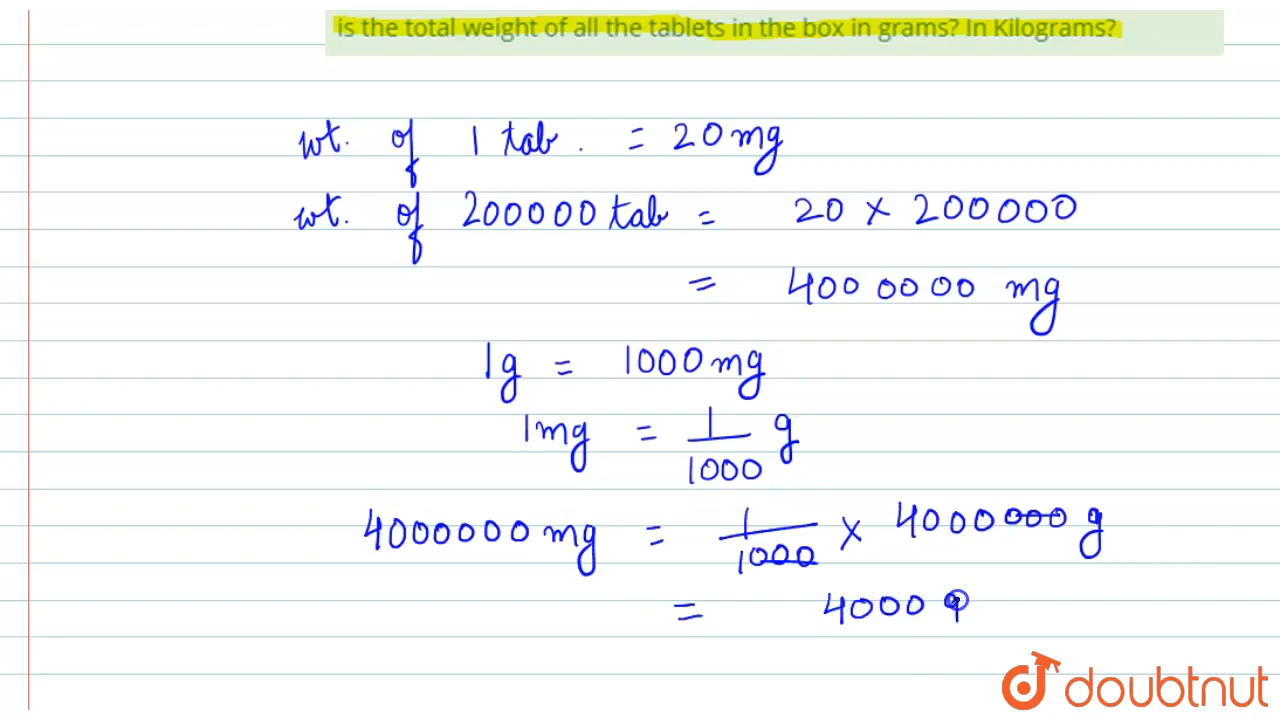 is the total weight of all the tablets in the box in grams? In Kilograms?
wt. of 1 tab. = 20 mg
wt. of 200000 tab = 20 × 200000
= 4000000 mg
1g = 1000 mg
1mg = 1/1000 g
4000000 mg = 1/1000 × 4000000 g
= 4000 g
doubtnut